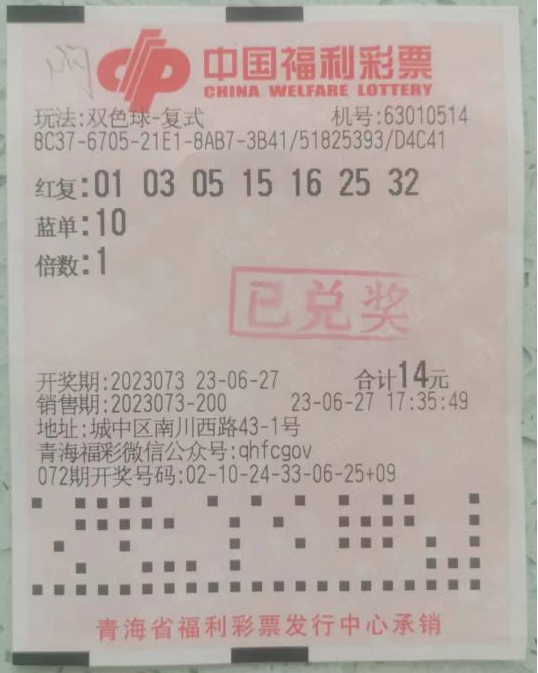 中国福利彩票
CHINA WELFARE LOTTERY
玩法:双色球-复式 机号:63010514
8C37-6705-21E1-8AB7-3B41/51825393/D4C41
红复:01 03 05 15 16 25 32
蓝单:10
倍数:1
已兑奖
开奖期:2023073 23-06-27 合计14元
销售期:2023073-200 23-06-27 17:35:49
地址:城中区南川西路43-1号
青海福彩微信公众号:qhfcgov
072期开奖号码:02-10-24-33-06-25+09
青海省福利彩票发行中心承销